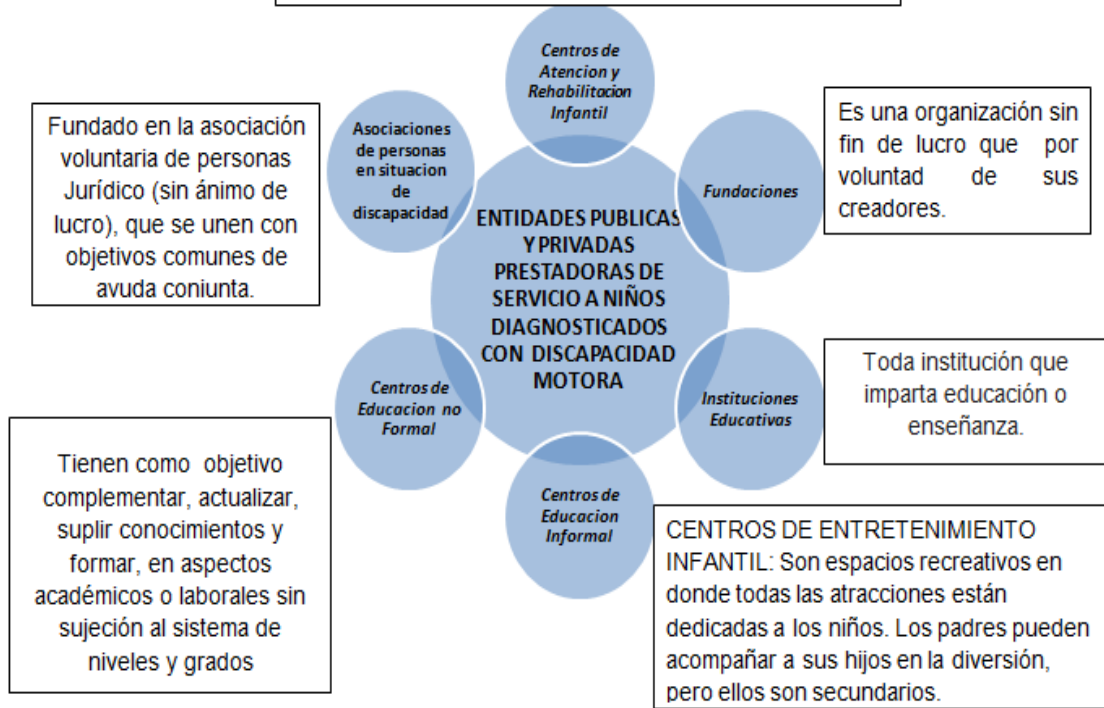 Centros de
Atencion y
Rehabilitacion
Infantil
Fundado en la asociación
voluntaria de personas
Jurídico (sin ánimo de
lucro), que se unen con
objetivos comunes de
ayuda conjunta.
Asociaciones
de personas
en situacion
de
discapacidad
Fundaciones
Es una organización sin
fin de lucro que por
voluntad de sus
creadores.
ENTIDADES PUBLICAS
Y PRIVADAS
PRESTADORAS DE
SERVICIO A NIÑOS
DIAGNOSTICADOS
CON DISCAPACIDAD
MOTORA
Centros de
Educacion no
Formal
Instituciones
Educativas
Toda institución que
imparta educación o
enseñanza.
Tienen como objetivo
complementar, actualizar,
suplir conocimientos y
formar, en aspectos
académicos o laborales sin
sujeción al sistema de
niveles y grados
Centros de
Educacion
Informal
CENTROS DE ENTRETENIMIENTO
INFANTIL: Son espacios recreativos en
donde todas las atracciones están
dedicadas a los niños. Los padres pueden
acompañar a sus hijos en la diversión,
pero ellos son secundarios.